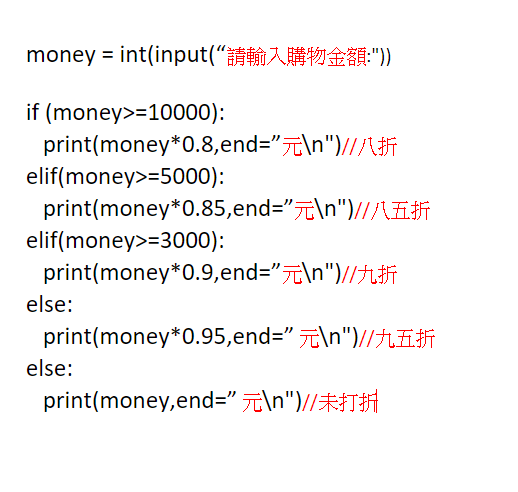 money = int(input(“請輸入購物金額:"))
if (money>=10000):
print(money*0.8,end=”元\n")//八折
elif(money>=5000):
print(money*0.85,end=”元\n")//八五折
elif(money>=3000):
print(money*0.9,end=”元\n")//九折
else:
print(money*0.95,end=” 元\n")//九五折
else:
print(money,end=” 元\n")//未打折